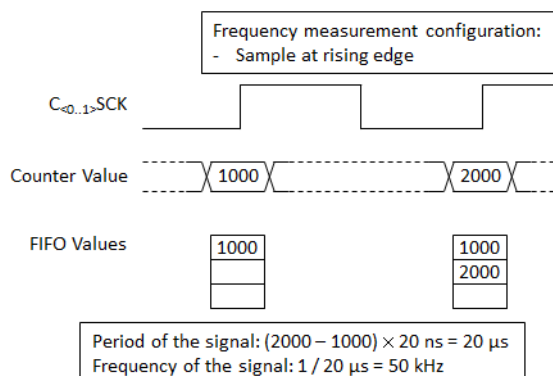 Frequency measurement configuration:
- Sample at rising edge
C<0..1>SCK
Counter Value
1000
2000
FIFO Values
1000
1000
2000
Period of the signal: (2000 – 1000) × 20 ns = 20 µs
Frequency of the signal: 1 / 20 µs = 50 kHz